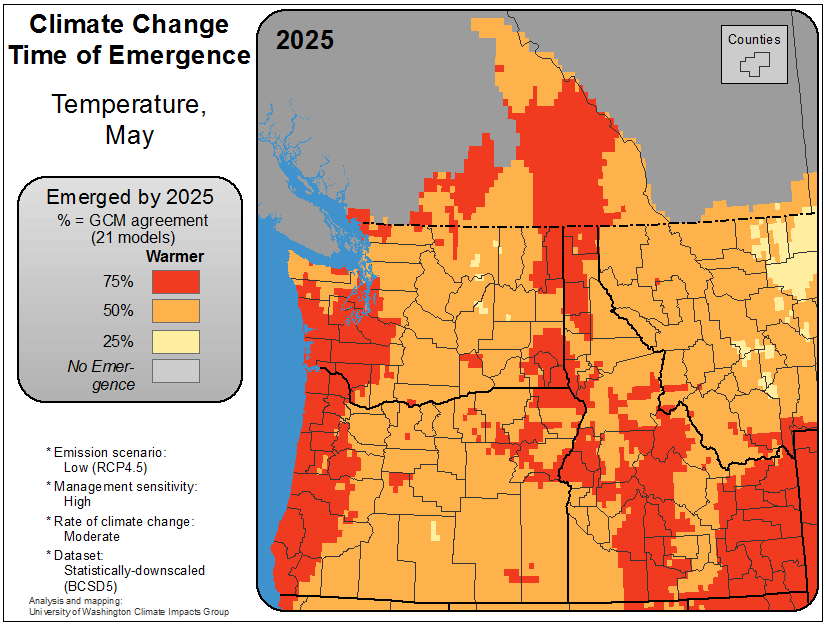 Climate Change
Time of Emergence
Temperature,
May
Emerged by 2025
% = GCM agreement
(21 models)
Warmer
75%
50%
25%
No Emer-
gence
* Emission scenario:
Low (RCP4.5)
* Management sensitivity:
High
* Rate of climate change:
Moderate
* Dataset:
Statistically-downscaled
(BCSD5)
Analysis and mapping:
University of Washington Climate Impacts Group
2025
Counties